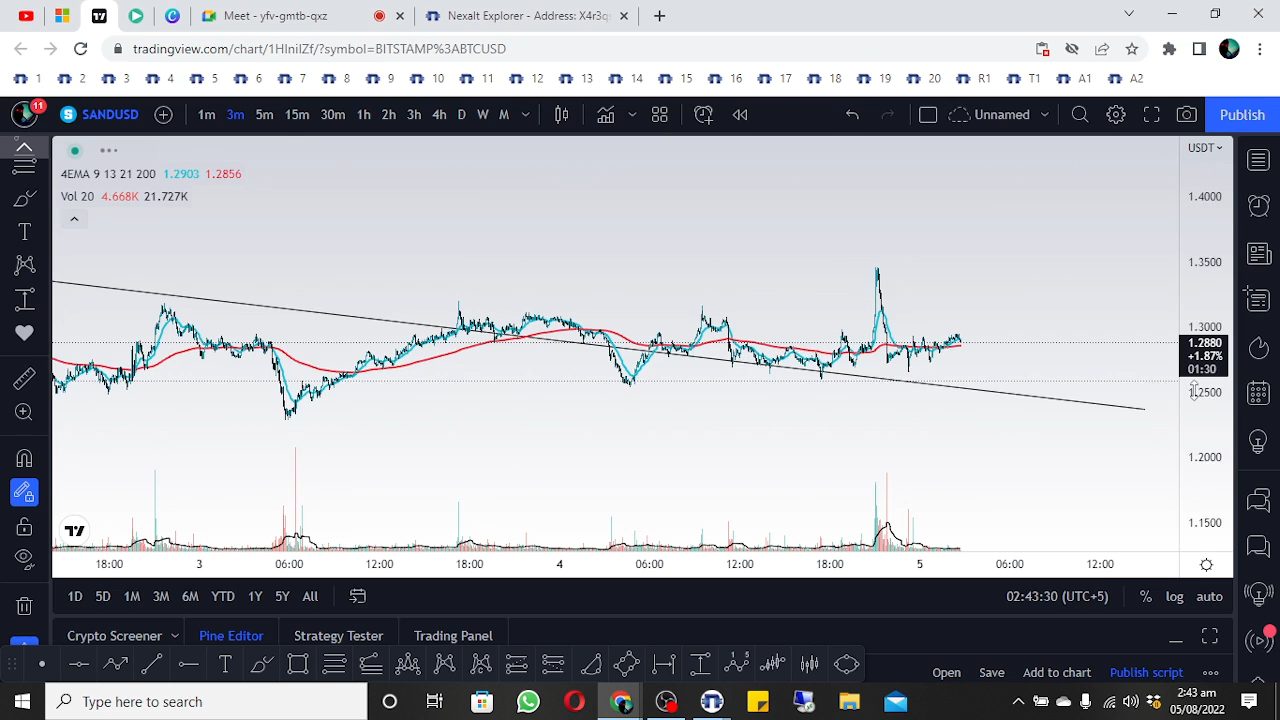 Meet - yfv-gmtb-qxz
Nexalt Explorer - Address: X4r3q
tradingview.com/chart/1HlniIZf/?symbol=BITSTAMP%3ABTCUSD
1 2 3 4 5 6 7 8 9 10 11 12 13 14 15 16 17 18 19 20 R1 T1 A1 A2
11 SANDUSD 1m 3m 5m 15m 30m 1h 2h 3h 4h D W M Unnamed Publish
USDT
4EMA 9 13 21 200 1.2903 1.2856
Vol 20 4.668K 21.727K
1.4000
1.3500
1.3000
1.2880
+1.87%
01:30
1.2500
1.2000
1.1500
18:00 3 06:00 12:00 18:00 4 06:00 12:00 18:00 5 06:00 12:00
1D 5D 1M 3M 6M YTD 1Y 5Y All 02:43:30 (UTC+5) % log auto
Crypto Screener Pine Editor Strategy Tester Trading Panel
Open Save Add to chart Publish script
Type here to search
2:43 am
05/08/2022